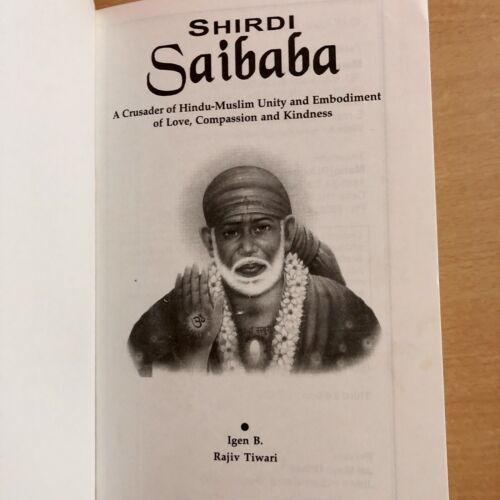 SHIRDI
Saibaba
A Crusader of Hindu-Muslim Unity and Embodiment
of Love, Compassion and Kindness
ॐ
Igen B.
Rajiv Tiwari